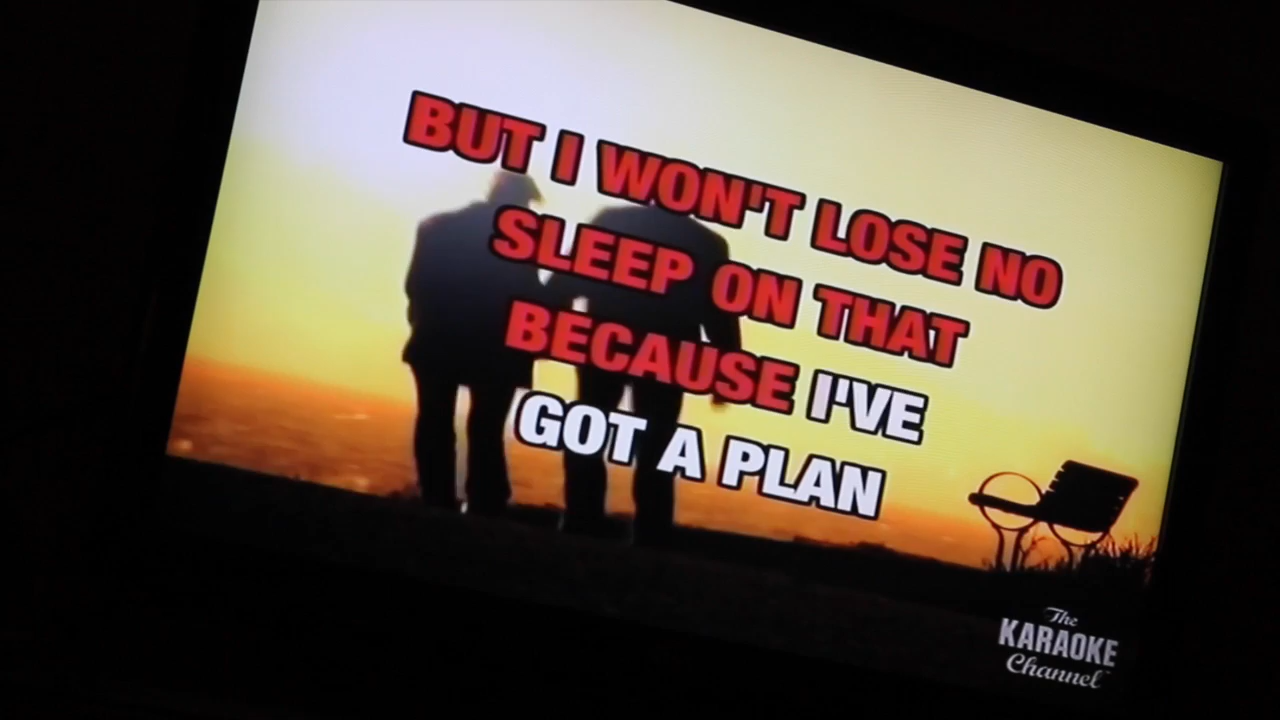 BUT I WON'T LOSE NO
SLEEP ON THAT
BECAUSE I'VE
GOT A PLAN
The
KARAOKE
Channel